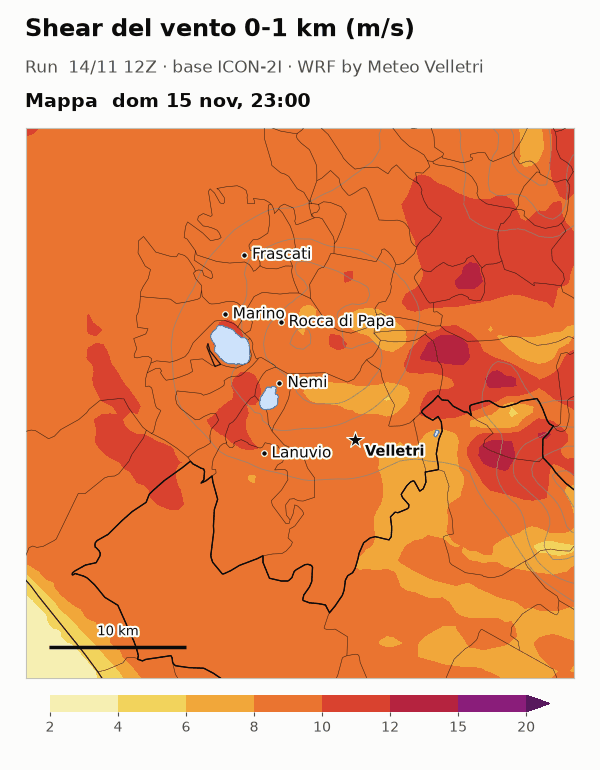 Shear del vento 0-1 km (m/s)
Run 14/11 12Z · base ICON-2I · WRF by Meteo Velletri
Mappa dom 15 nov, 23:00
Frascati
Marino
Rocca di Papa
Nemi
Velletri
Lanuvio
10 km
2 4 6 8 10 12 15 20